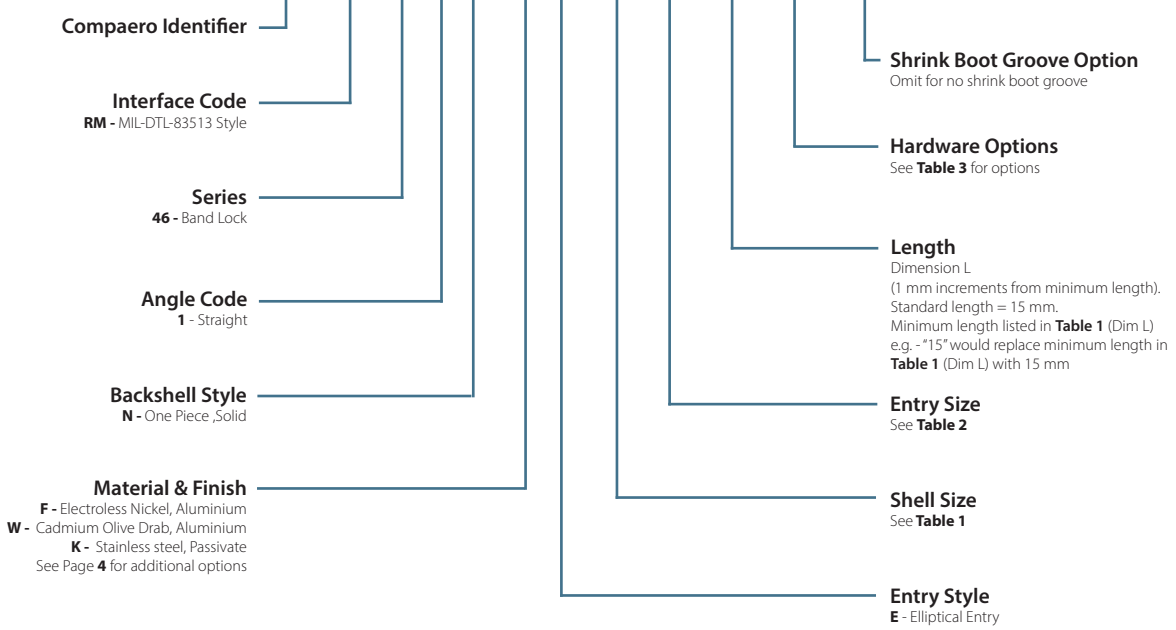 Compaero Identifier
Interface Code
RM - MIL-DTL-83513 Style
Series
46 - Band Lock
Angle Code
1 - Straight
Backshell Style
N - One Piece ,Solid
Material & Finish
F - Electroless Nickel, Aluminium
W - Cadmium Olive Drab, Aluminium
K - Stainless steel, Passivate
See Page 4 for additional options
Shrink Boot Groove Option
Omit for no shrink boot groove
Hardware Options
See Table 3 for options
Length
Dimension L
(1 mm increments from minimum length).
Standard length = 15 mm.
Minimum length listed in Table 1 (Dim L)
e.g. - “15” would replace minimum length in
Table 1 (Dim L) with 15 mm
Entry Size
See Table 2
Shell Size
See Table 1
Entry Style
E - Elliptical Entry